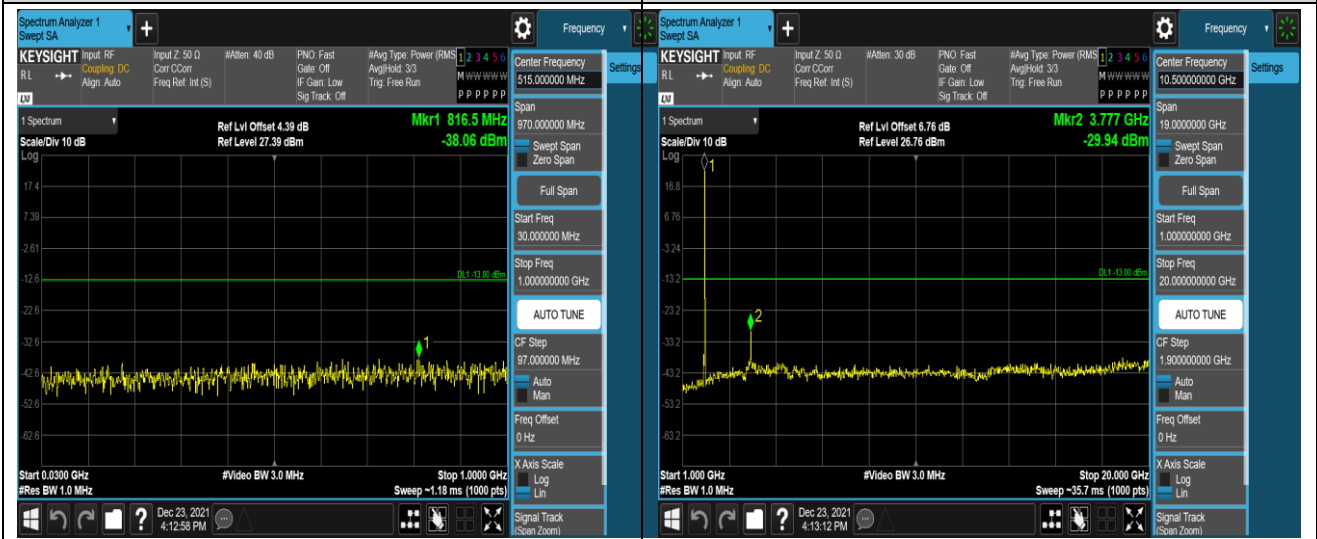 Spectrum Analyzer 1
Swept SA
Frequency
KEYSIGHT
RL
LXI
Input: RF
Coupling: DC
Align: Auto
Input Z: 50 Ω
Corr CCorr
Freq Ref: Int (S)
#Atten: 40 dB
PNO: Fast
Gate: Off
IF Gain: Low
Sig Track: Off
#Avg Type: Power (RMS
Avg|Hold: 3/3
Trig: Free Run
1 2 3 4 5 6
M W W W W W
P P P P P P
Center Frequency
515.000000 MHz
Settings
Span
970.000000 MHz
Swept Span
Zero Span
Full Span
Start Freq
30.000000 MHz
Stop Freq
1.000000000 GHz
AUTO TUNE
CF Step
97.000000 MHz
Auto
Man
Freq Offset
0 Hz
X Axis Scale
Log
Lin
Signal Track
(Span Zoom)
1 Spectrum
Scale/Div 10 dB
Log
Ref Lvl Offset 4.39 dB
Ref Level 27.39 dBm
Mkr1 816.5 MHz
-38.06 dBm
17.4
7.39
-2.61
-12.6
DL1 -13.00 dBm
-22.6
-32.6
1
-42.6
-52.6
-62.6
Start 0.0300 GHz
#Video BW 3.0 MHz
Stop 1.0000 GHz
#Res BW 1.0 MHz
Sweep ~1.18 ms (1000 pts)
?
Dec 23, 2021
4:12:58 PM
Spectrum Analyzer 1
Swept SA
Frequency
KEYSIGHT
RL
LXI
Input: RF
Coupling: DC
Align: Auto
Input Z: 50 Ω
Corr CCorr
Freq Ref: Int (S)
#Atten: 30 dB
PNO: Fast
Gate: Off
IF Gain: Low
Sig Track: Off
#Avg Type: Power (RMS
Avg|Hold: 3/3
Trig: Free Run
1 2 3 4 5 6
M W W W W W
P P P P P P
Center Frequency
10.500000000 GHz
Settings
Span
19.0000000 GHz
Swept Span
Zero Span
Full Span
Start Freq
1.000000000 GHz
Stop Freq
20.000000000 GHz
AUTO TUNE
CF Step
1.900000000 GHz
Auto
Man
Freq Offset
0 Hz
X Axis Scale
Log
Lin
Signal Track
(Span Zoom)
1 Spectrum
Scale/Div 10 dB
Log
Ref Lvl Offset 6.76 dB
Ref Level 26.76 dBm
Mkr2 3.777 GHz
-29.94 dBm
1
16.8
6.76
-3.24
-13.2
DL1 -13.00 dBm
-23.2
2
-33.2
-43.2
-53.2
-63.2
Start 1.000 GHz
#Video BW 3.0 MHz
Stop 20.000 GHz
#Res BW 1.0 MHz
Sweep ~35.7 ms (1000 pts)
?
Dec 23, 2021
4:13:12 PM